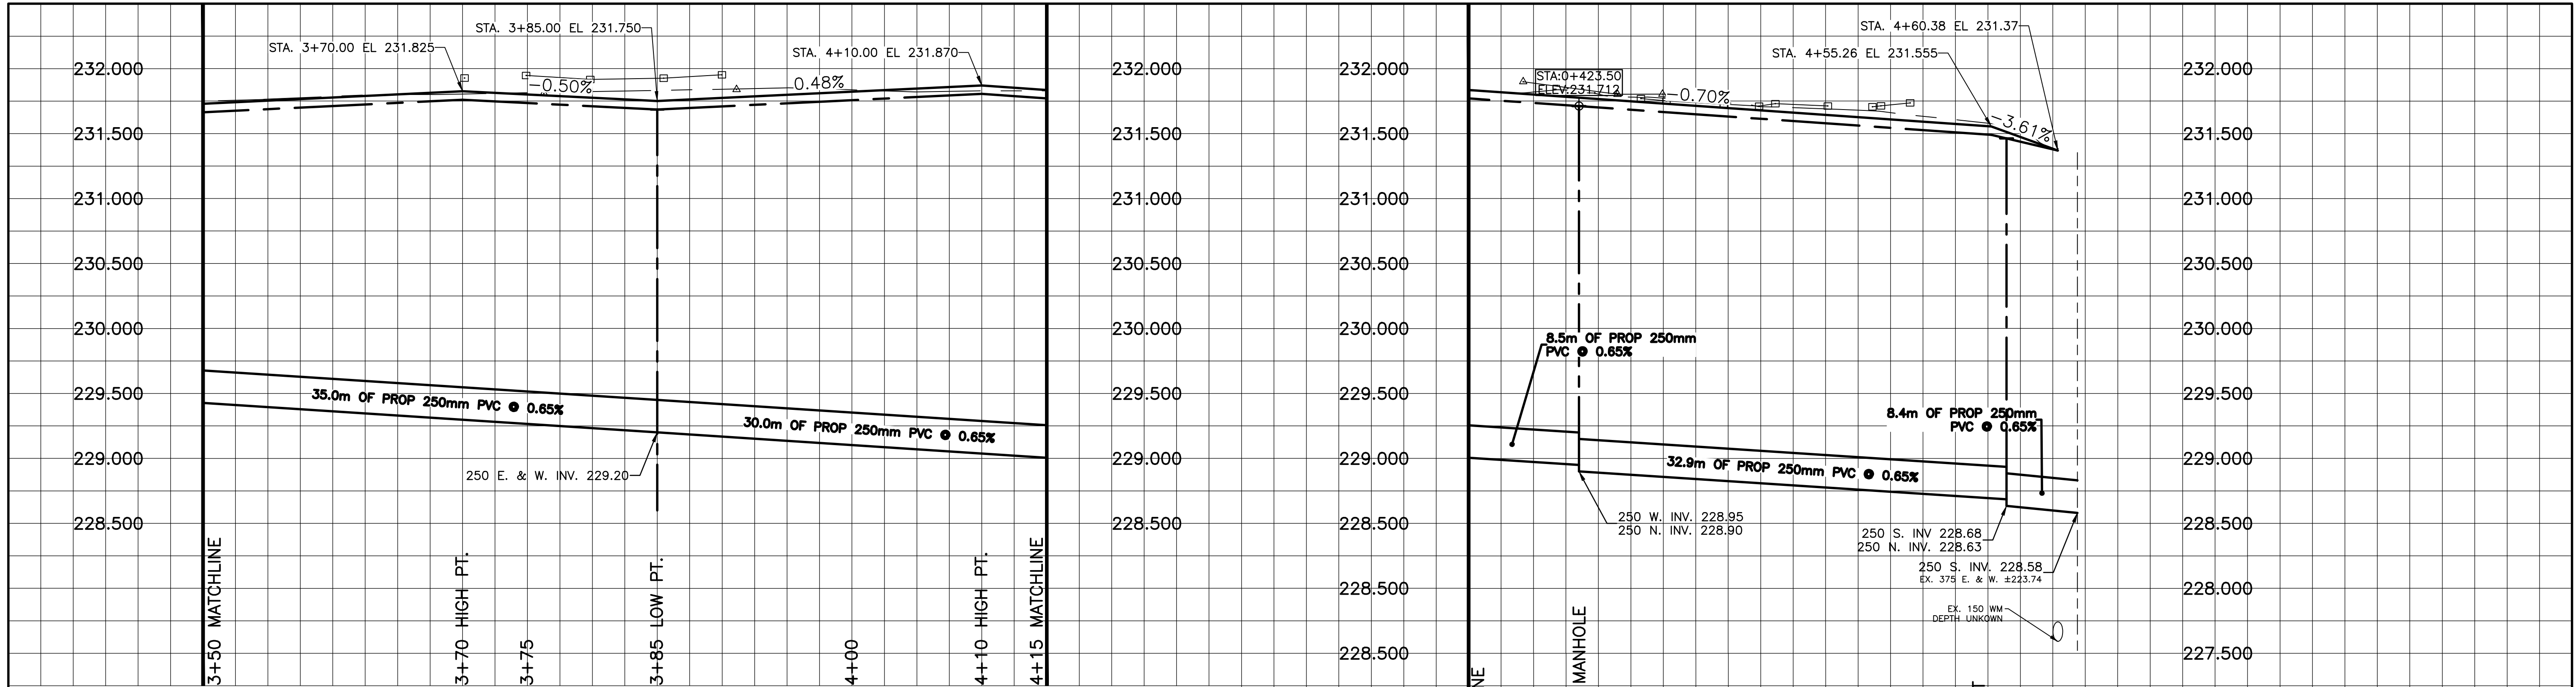 STA. 3+70.00 EL 231.825
STA. 3+85.00 EL 231.750
STA. 4+10.00 EL 231.870
-0.50%
0.48%
232.000
231.500
231.000
230.500
230.000
229.500
229.000
228.500
35.0m OF PROP 250mm PVC @ 0.65%
30.0m OF PROP 250mm PVC @ 0.65%
250 E. & W. INV. 229.20
3+50 MATCHLINE
3+70 HIGH PT.
3+75
3+85 LOW PT.
4+00
4+10 HIGH PT.
4+15 MATCHLINE
232.000
231.500
231.000
230.500
230.000
229.500
229.000
228.500
232.000
231.500
231.000
230.500
230.000
229.500
229.000
228.500
228.500
228.500
STA. 4+60.38 EL 231.37
STA. 4+55.26 EL 231.555
STA:0+423.50
ELEV:231.712
-0.70%
-3.61%
8.5m OF PROP 250mm
PVC @ 0.65%
32.9m OF PROP 250mm PVC @ 0.65%
8.4m OF PROP 250mm
PVC @ 0.65%
250 W. INV. 228.95
250 N. INV. 228.90
250 S. INV 228.68
250 N. INV. 228.63
250 S. INV. 228.58
EX. 375 E. & W. ±223.74
EX. 150 WM
DEPTH UNKOWN
MANHOLE
232.000
231.500
231.000
230.500
230.000
229.500
229.000
228.500
228.000
227.500